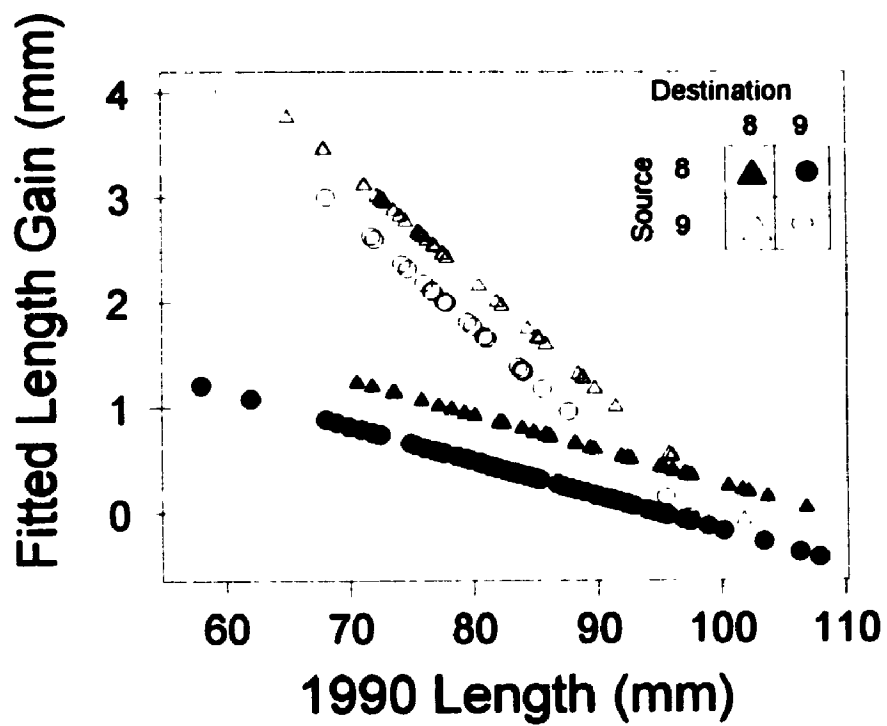 Fitted Length Gain (mm)
4
3
2
1
0
Destination
8 9
Source
8
9
60 70 80 90 100 110
1990 Length (mm)